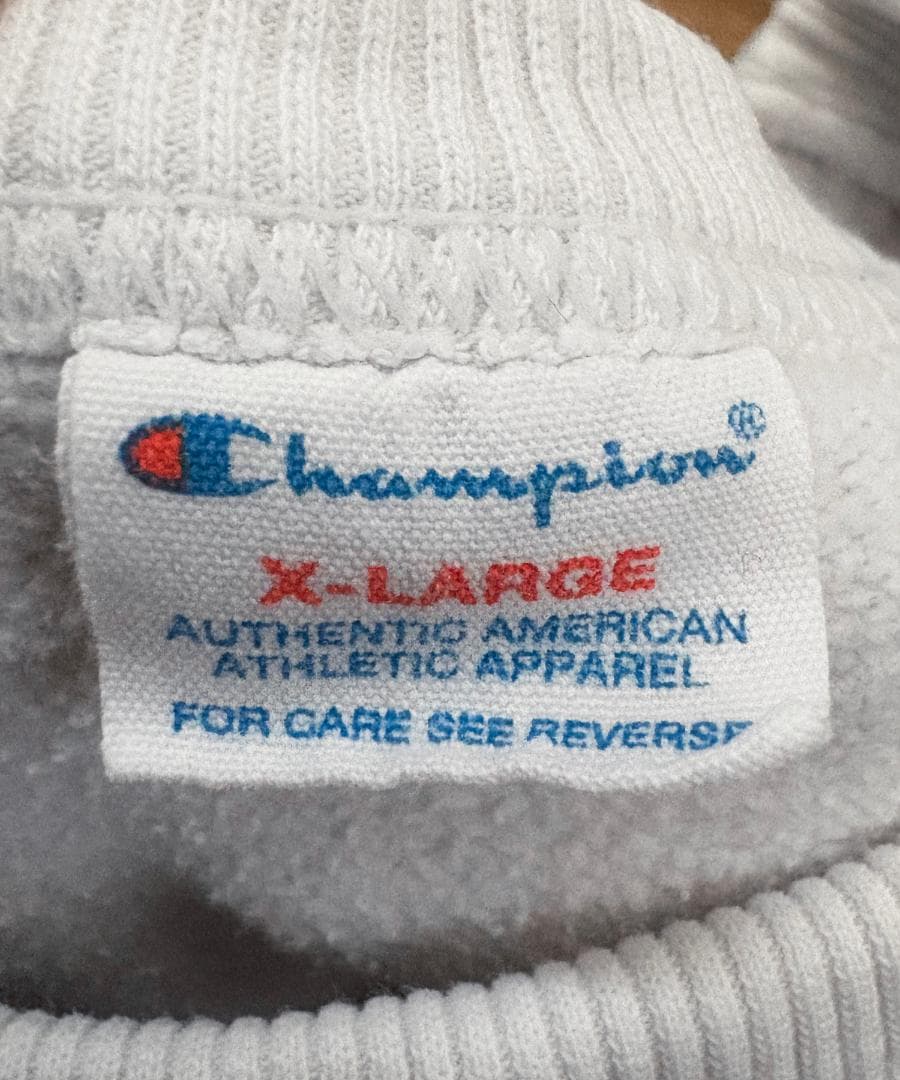 Champion®
X-LARGE
AUTHENTIC AMERICAN
ATHLETIC APPAREL
FOR CARE SEE REVERSE